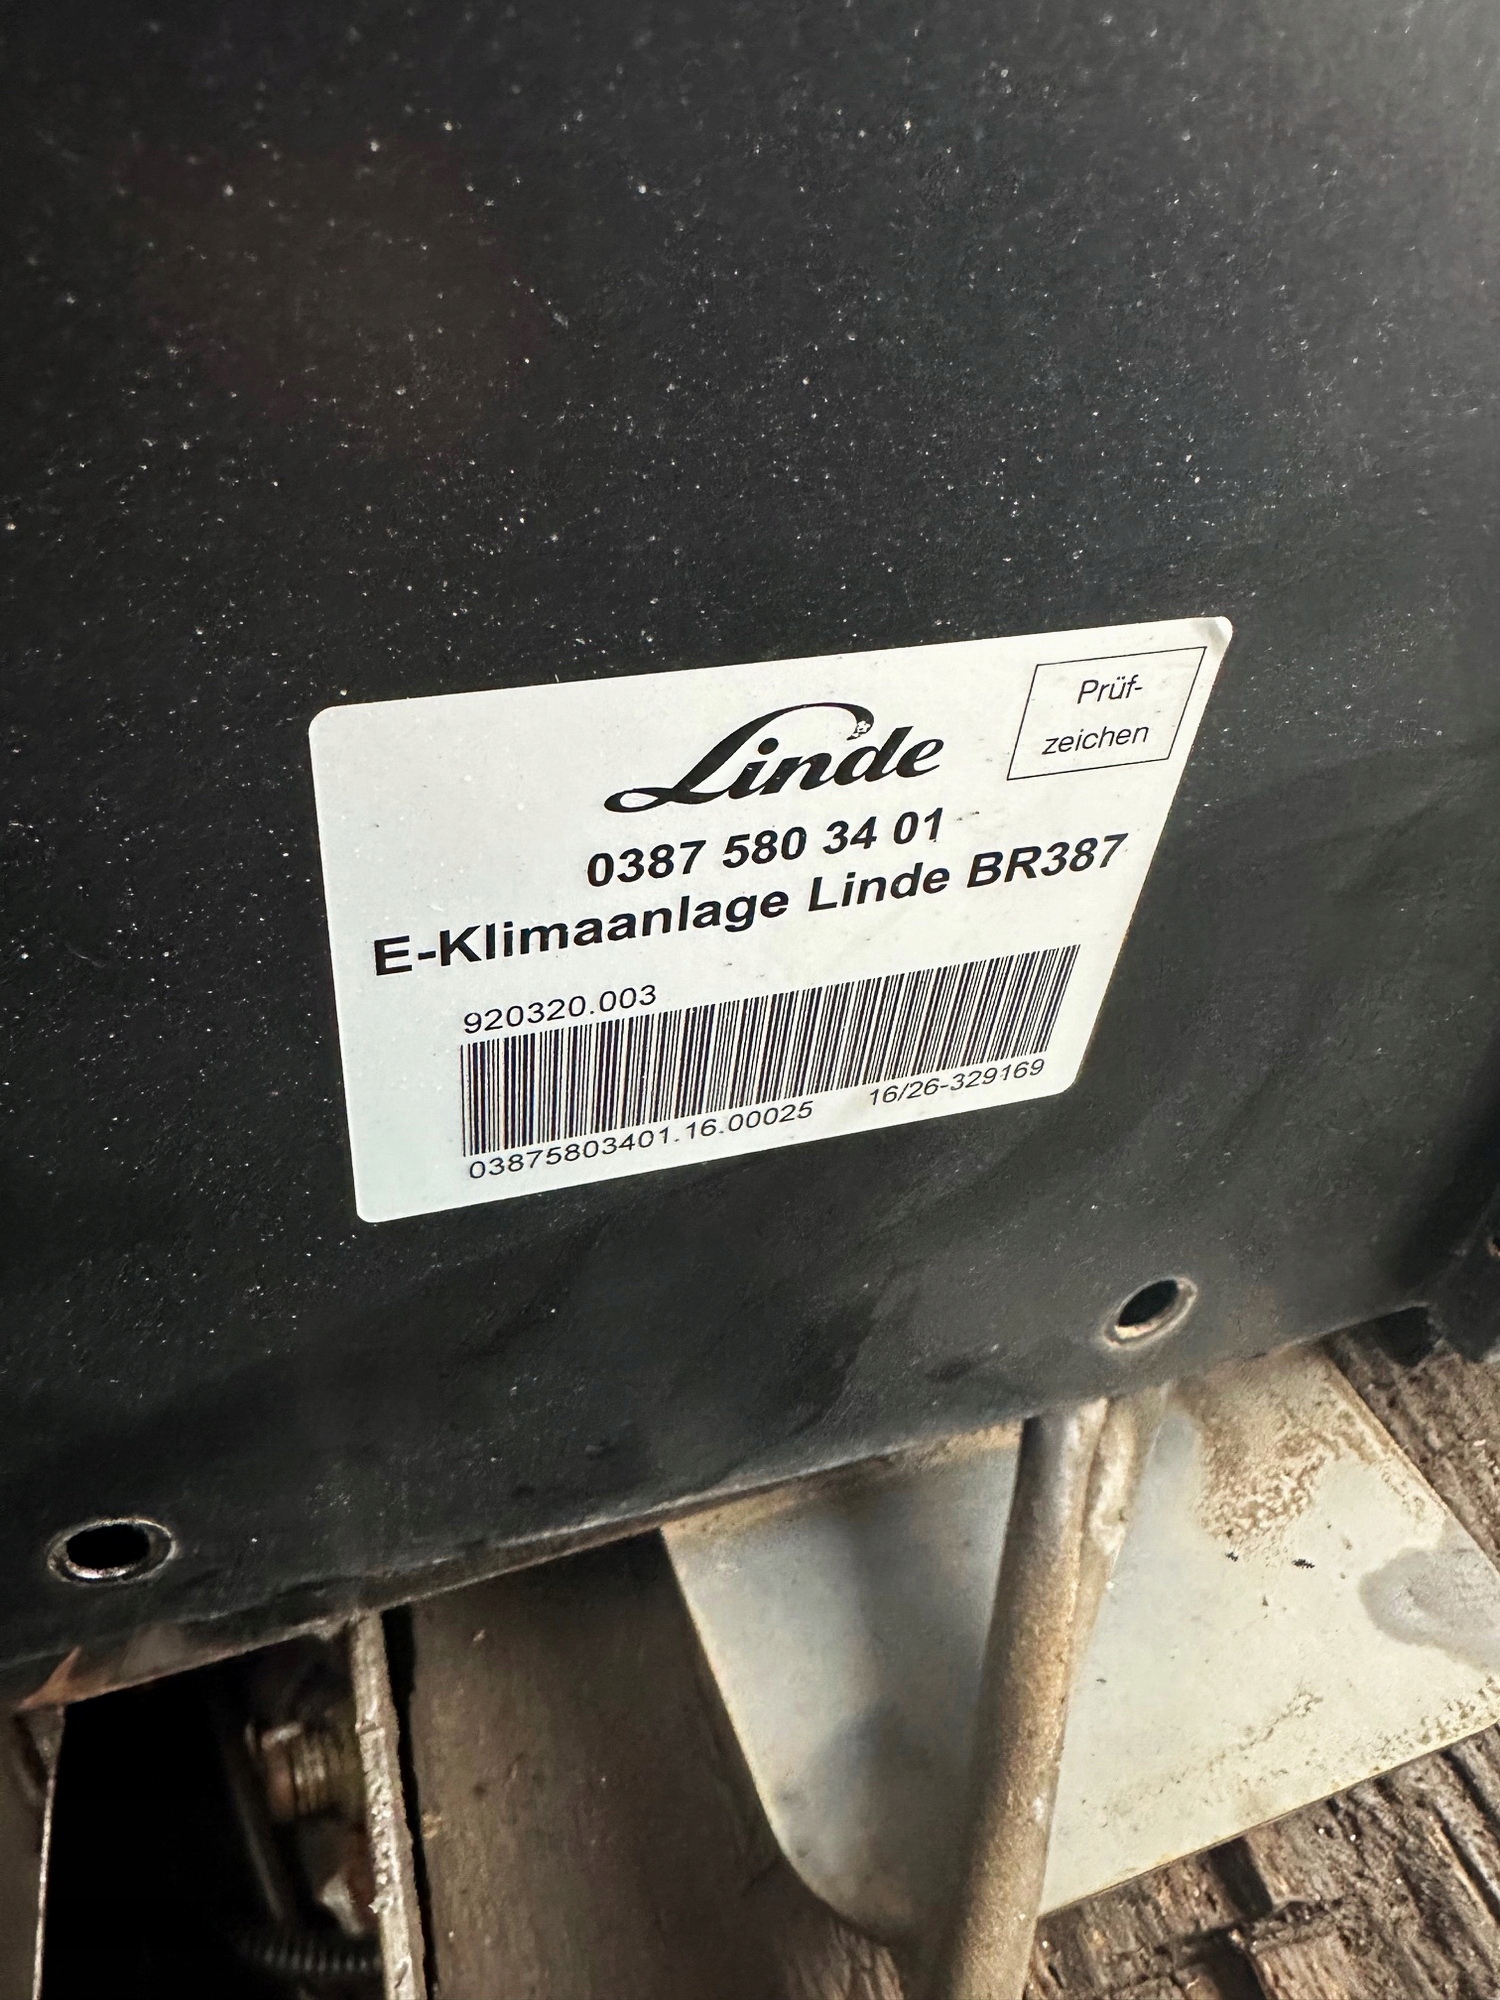 Linde
Prüf-
zeichen
0387 580 34 01
E-Klimaanlage Linde BR387
920320.003
03875803401.16.00025 16/26-329169